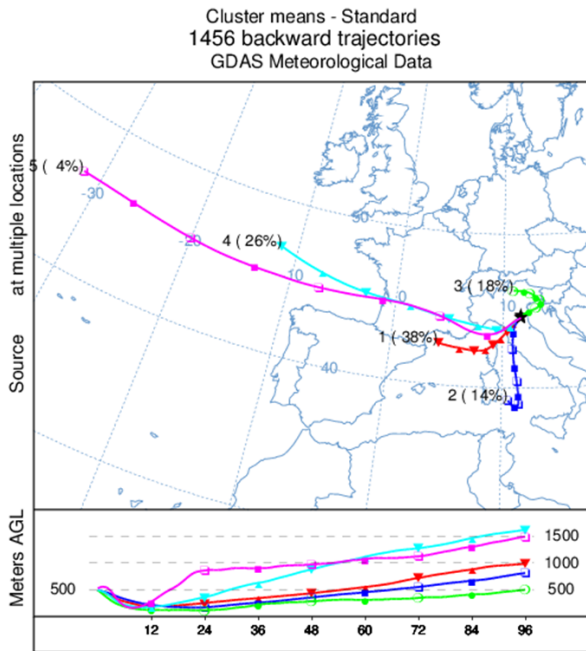 Cluster means - Standard
1456 backward trajectories
GDAS Meteorological Data
Source at multiple locations
5 ( 4%)
-30
-20
4 (26%)
10
50
0
3 (18%)
10
1 (38%)
40
2 (14%)
Meters AGL
500
1500
1000
500
12 24 36 48 60 72 84 96